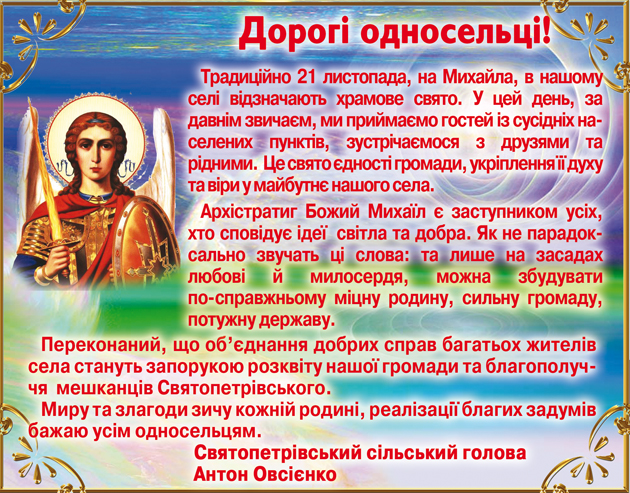 Дорогі односельці!
Традиційно 21 листопада, на Михайла, в нашому
селі відзначають храмове свято. У цей день, за
давнім звичаєм, ми приймаємо гостей із сусідніх на-
селених пунктів, зустрічаємося з друзями та
рідними. Це свято єдності громади, укріплення її духу
та віри у майбутнє нашого села.
Архістратиг Божий Михаїл є заступником усіх,
хто сповідує ідеї світла та добра. Як не парадок-
сально звучать ці слова: та лише на засадах
любові й милосердя, можна збудувати
по-справжньому міцну родину, сильну громаду,
потужну державу.
Переконаний, що об’єднання добрих справ багатьох жителів
села стануть запорукою розквіту нашої громади та благополуч-
чя мешканців Святопетрівського.
Миру та злагоди зичу кожній родині, реалізації благих задумів
бажаю усім односельцям.
Святопетрівський сільський голова
Антон Овсієнко